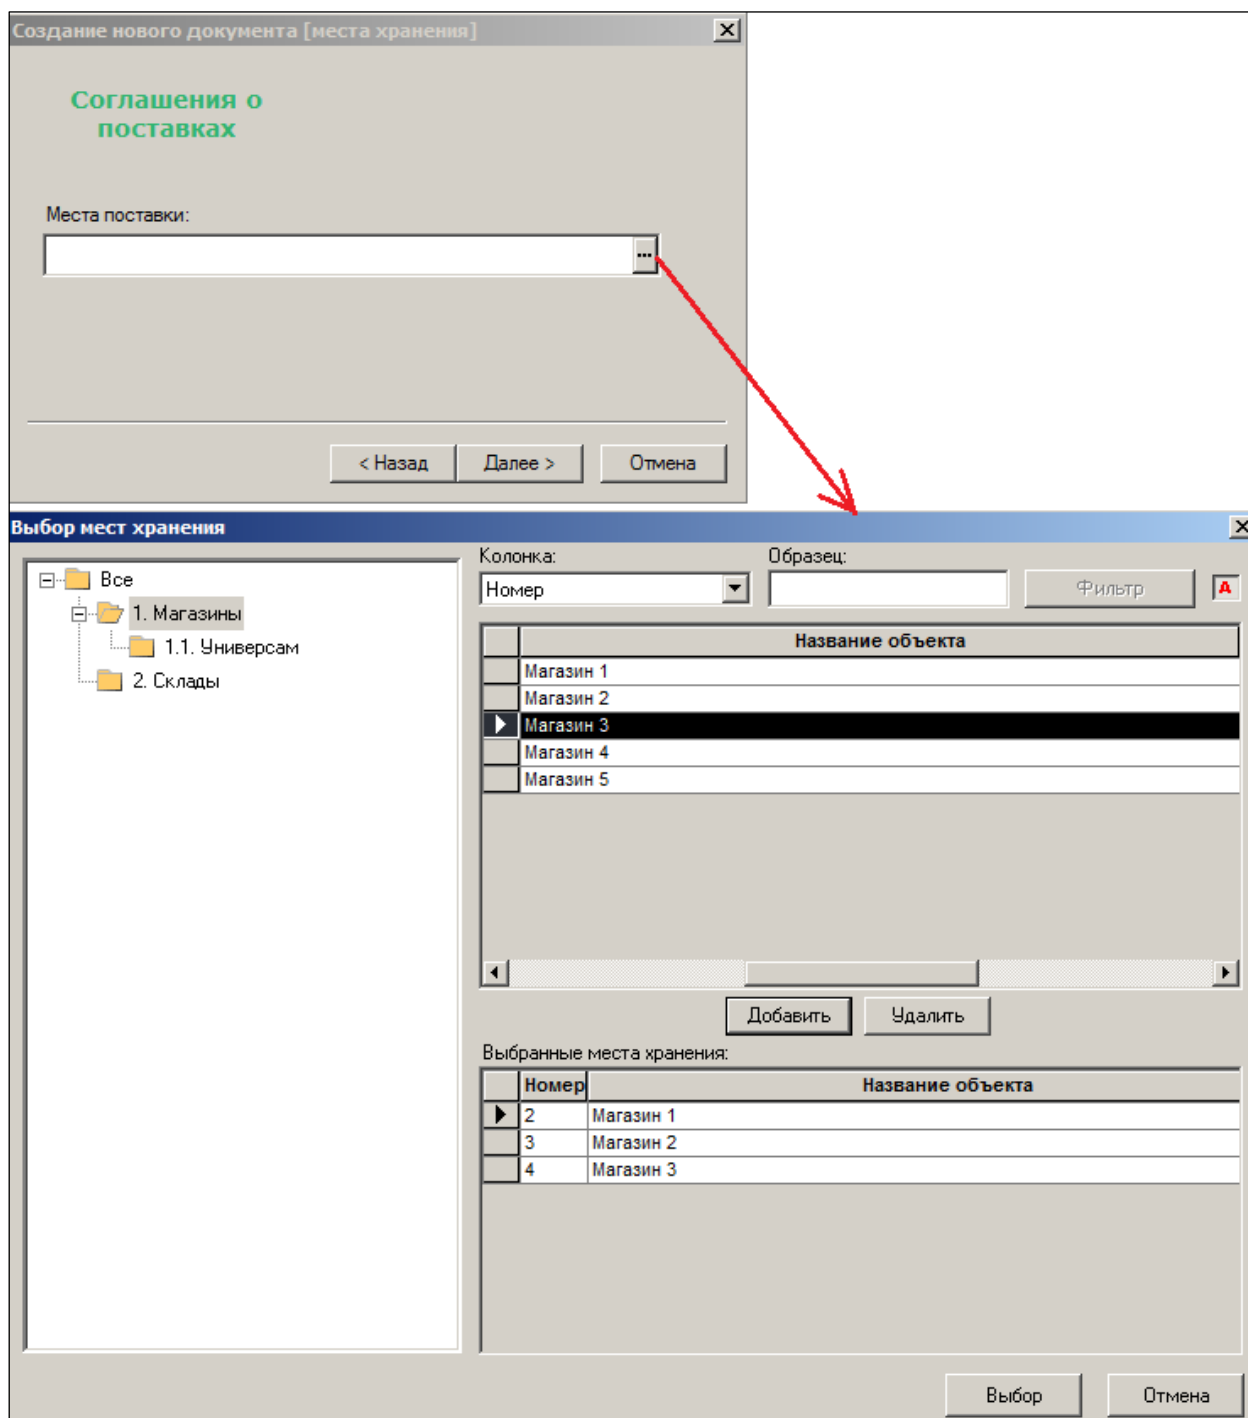 Создание нового документа [места хранения]
Соглашения о
поставках
Места поставки:
...
< Назад
Далее >
Отмена
Выбор мест хранения
Все
1. Магазины
1.1. Универсам
2. Склады
Колонка:
Образец:
Номер
Фильтр
A
Название объекта
Магазин 1
Магазин 2
Магазин 3
Магазин 4
Магазин 5
Добавить
Удалить
Выбранные места хранения:
Номер Название объекта
2 Магазин 1
3 Магазин 2
4 Магазин 3
Выбор
Отмена